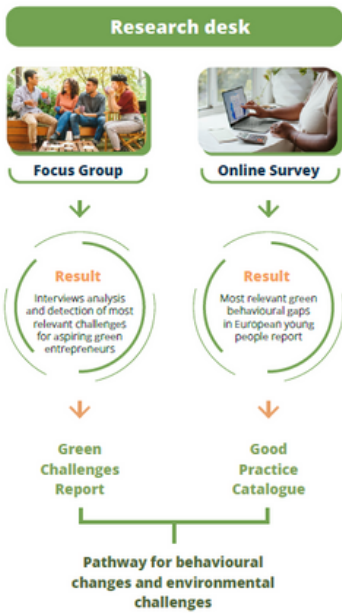 Research desk
Focus Group
Online Survey
Result
Interviews analysis
and detection of most
relevant challenges
for aspiring green
entrepreneurs
Result
Most relevant green
behavioural gaps
in European young
people report
Green
Challenges
Report
Good
Practice
Catalogue
Pathway for behavioural
changes and environmental
challenges